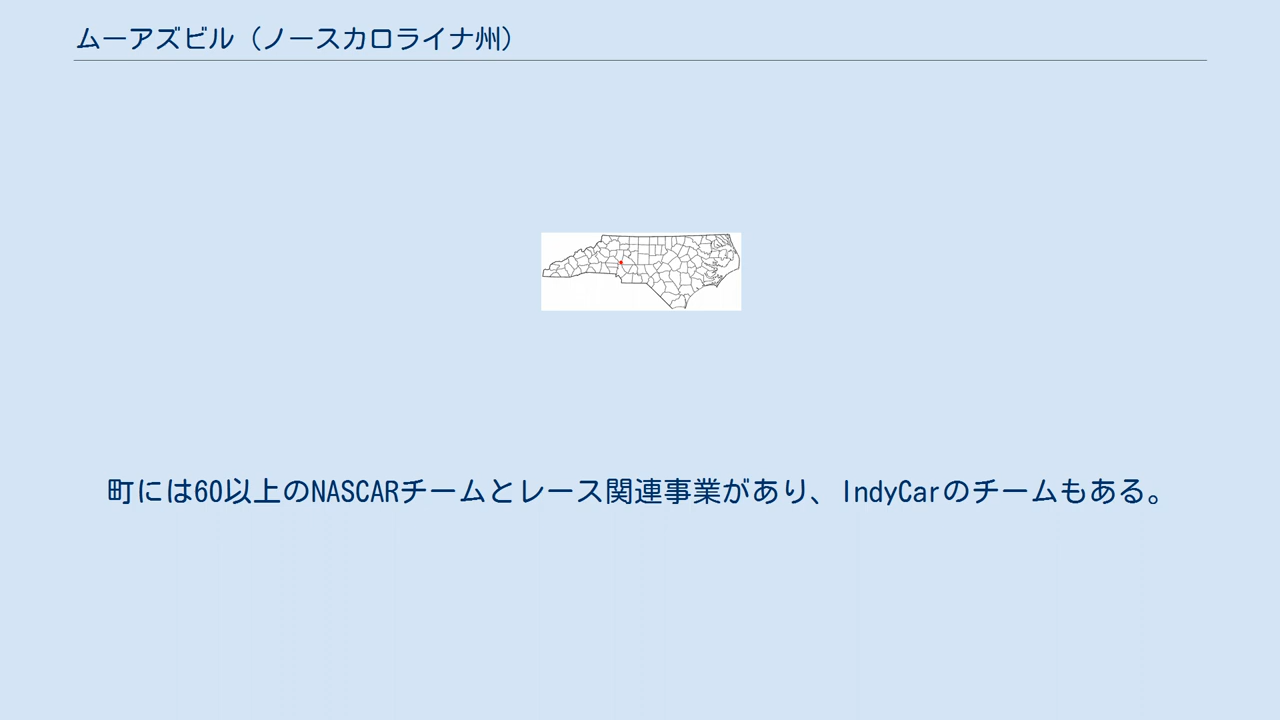 ムーアズビル（ノースカロライナ州）
町には60以上のNASCARチームとレース関連事業があり、IndyCarのチームもある。